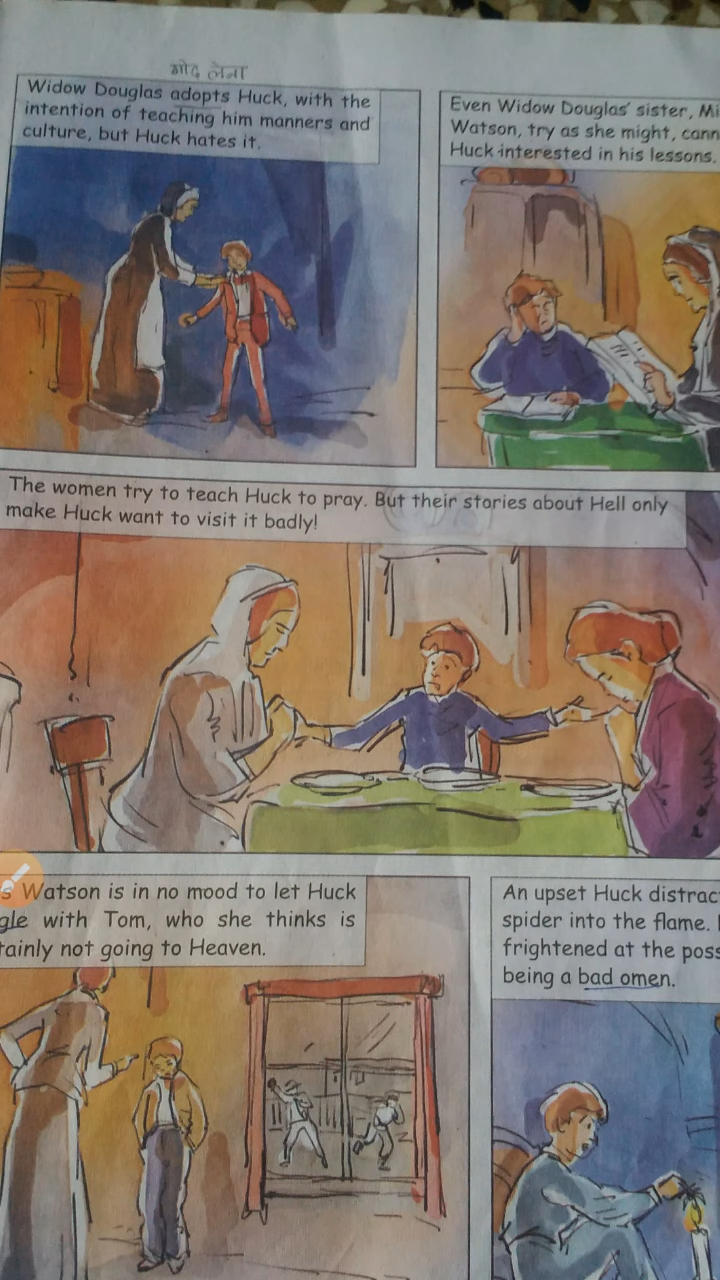 गोद लेना
Widow Douglas adopts Huck, with the
intention of teaching him manners and
culture, but Huck hates it.
Even Widow Douglas' sister,
Watson, try as she might,
Huck interested in his lessons.
The women try to teach Huck to pray. But their stories about Hell only
make Huck want to visit it badly!
Watson is in no mood to let Huck
with Tom, who she thinks is
not going to Heaven.
An upset Huck
spider into the flame.
frightened at the
being a bad omen.